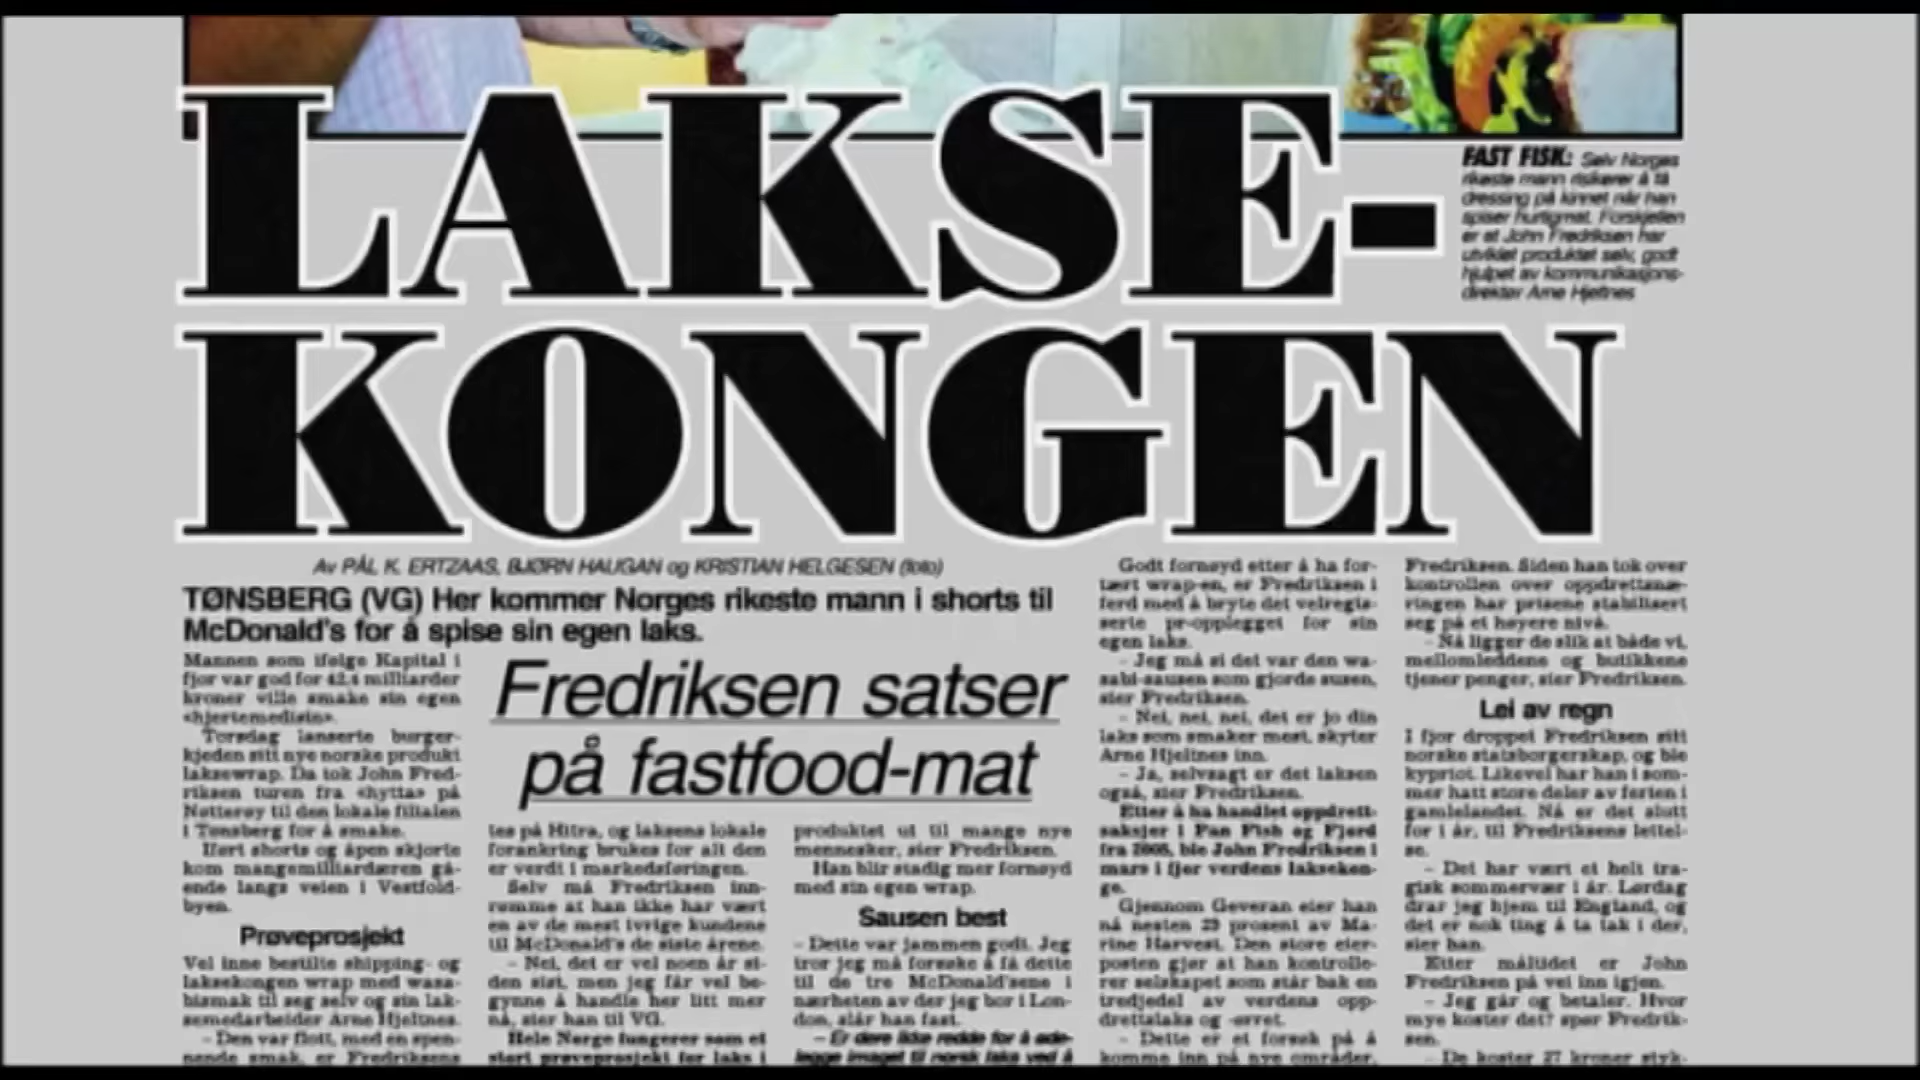 LAKSE-
KONGEN
FAST FISK: Selv Norges
rikeste mann risikerer å få
dressing på kinnet når han
spiser hurtigmat. Forskjellen
er at John Fredriksen har
utviklet produktet selv, godt
hjulpet av kommunikasjons-
direktør Arne Hjeltnes
Av PÅL K. ERTZAAS, BJØRN HAUGAN og KRISTIAN HELGESEN (foto)
TØNSBERG (VG) Her kommer Norges rikeste mann i shorts til
McDonald's for å spise sin egen laks.
Fredriksen satser
på fastfood-mat
Mannen som ifølge Kapital i
fjor var god for 42,4 milliarder
kroner ville smake sin egen
«hjertemedisin».
Torsdag lanserte burger-
kjeden sitt nye norske produkt
laksewrap. Da tok John Fred-
riksen turen fra «hytta» på
Nøtterøy til den lokale filialen
i Tønsberg for å smake.
Iført shorts og åpen skjorte
kom mangemilliardæren gå-
ende langs veien i Vestfold-
byen.
Prøveprosjekt
Vel inne bestilte shipping- og
laksekongen wrap med wasa-
bismak til seg selv og sin lak-
semedarbeider Arne Hjeltnes.
- Den var flott, med en spen-
nende smak, er Fredriksens
tes på Hitra, og laksens lokale
forankring brukes for alt den
er verdt i markedsføringen.
Selv må Fredriksen inn-
rømme at han ikke har vært
en av de mest ivrige kundene
til McDonald's de siste årene.
- Nei, det er vel noen år si-
den sist, men jeg får vel be-
gynne å handle her litt mer
nå, sier han til VG.
Hele Norge fungerer som et
stort prøveprosjekt for laks i
produktet ut til mange nye
mennesker, sier Fredriksen.
Han blir stadig mer fornøyd
med sin egen wrap.
Sausen best
- Dette var jammen godt. Jeg
tror jeg må forsøke å få dette
til de tre McDonald'sene i
nærheten av der jeg bor i Lon-
don, slår han fast.
- Er dere ikke redde for å øde-
legge imaget til norsk laks ved å
Godt fornøyd etter å ha for-
tært wrap-en, er Fredriksen i
ferd med å bryte det velregis-
serte pr-opplegget for sin
egen laks.
- Jeg må si det var den wa-
sabi-sausen som gjorde susen,
sier Fredriksen.
- Nei, nei, nei, det er jo din
laks som smaker mest, skyter
Arne Hjeltnes inn.
- Ja, selvsagt er det laksen
også, sier Fredriksen.
Etter å ha handlet oppdrett-
saksjer i Pan Fish og Fjord
fra 2005, ble John Fredriksen i
mars i fjor verdens lakseken-
ge.
Gjennom Geveran eier han
nå nesten 29 prosent av Ma-
rine Harvest. Den store eier-
posten gjør at han kontrolle-
rer selskapet som står bak en
tredjedel av verdens opp-
drettslaks og -ørret.
- Dette er et forsøk på å
komme inn på nye områder,
Fredriksen. Siden han tok over
kontrollen over oppdrettsnæ-
ringen har prisene stabilisert
seg på et høyere nivå.
- Nå ligger de slik at både vi,
mellomleddene og butikkene
tjener penger, sier Fredriksen.
Lei av regn
I fjor droppet Fredriksen sitt
norske statsborgerskap, og ble
kypriot. Likevel har han i som-
mer hatt store deler av ferien i
gamlelandet. Nå er det slutt
for i år, til Fredriksens lettel-
se.
- Det har vært et helt tra-
gisk sommervær i år. Lørdag
drar jeg hjem til England, og
det er nok ting å ta tak i der,
sier han.
Etter måltidet er John
Fredriksen på vei inn igjen.
- Jeg går og betaler. Hvor
mye koster det? spør Fredrik-
sen.
- De koster 27 kroner styk-